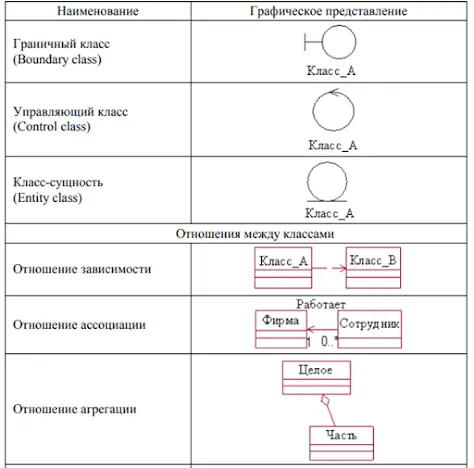 Наименование
Графическое представление
Граничный класс
(Boundary class)
Класс_А
Управляющий класс
(Control class)
Класс_А
Класс-сущность
(Entity class)
Класс_А
Отношения между классами
Отношение зависимости
Класс_А
Класс_В
Отношение ассоциации
Работает
Фирма
Сотрудник
1
0..*
Отношение агрегации
Целое
Часть